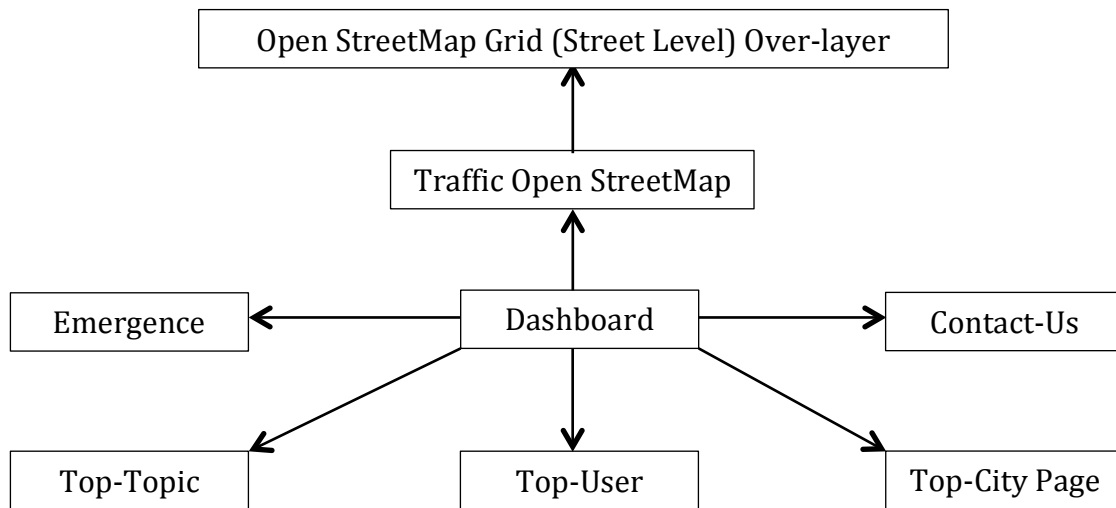 Open StreetMap Grid (Street Level) Over-layer
Traffic Open StreetMap
Emergence
Dashboard
Contact-Us
Top-Topic
Top-User
Top-City Page